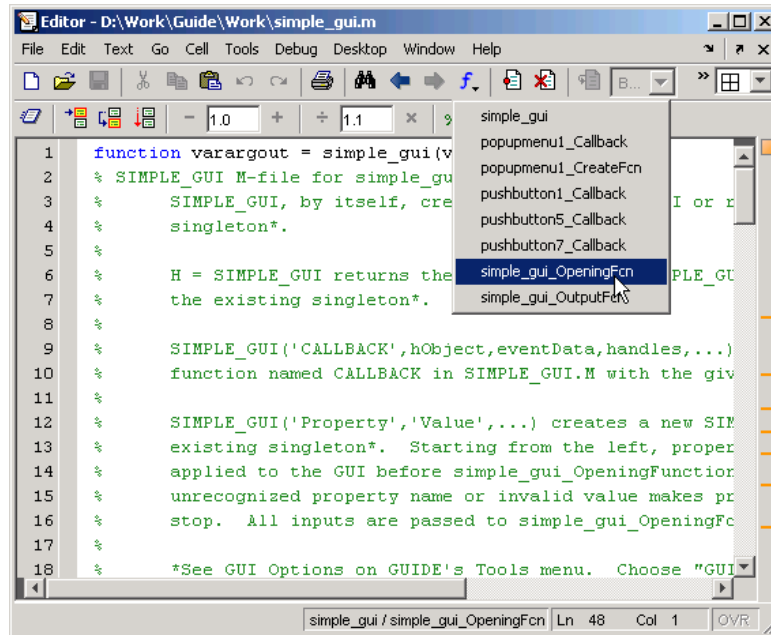 Editor - D:\Work\Guide\Work\simple_gui.m
File Edit Text Go Cell Tools Debug Desktop Window Help
B...
1.0
1.1
simple_gui
popupmenu1_Callback
popupmenu1_CreateFcn
pushbutton1_Callback
pushbutton5_Callback
pushbutton7_Callback
simple_gui_OpeningFcn
simple_gui_OutputFcn
1 function varargout = simple_gui(v
2 % SIMPLE_GUI M-file for simple_gu
3 % SIMPLE_GUI, by itself, cre I or r
4 % singleton*.
5 %
6 % H = SIMPLE_GUI returns the PLE_GU
7 % the existing singleton*.
8 %
9 % SIMPLE_GUI('CALLBACK',hObject,eventData,handles,...)
10 % function named CALLBACK in SIMPLE_GUI.M with the giv
11 %
12 % SIMPLE_GUI('Property','Value',...) creates a new SIM
13 % existing singleton*. Starting from the left, proper
14 % applied to the GUI before simple_gui_OpeningFunction
15 % unrecognized property name or invalid value makes pr
16 % stop. All inputs are passed to simple_gui_OpeningFc
17 %
18 % *See GUI Options on GUIDE's Tools menu. Choose "GUI
simple_gui / simple_gui_OpeningFcn Ln 48 Col 1 OVR